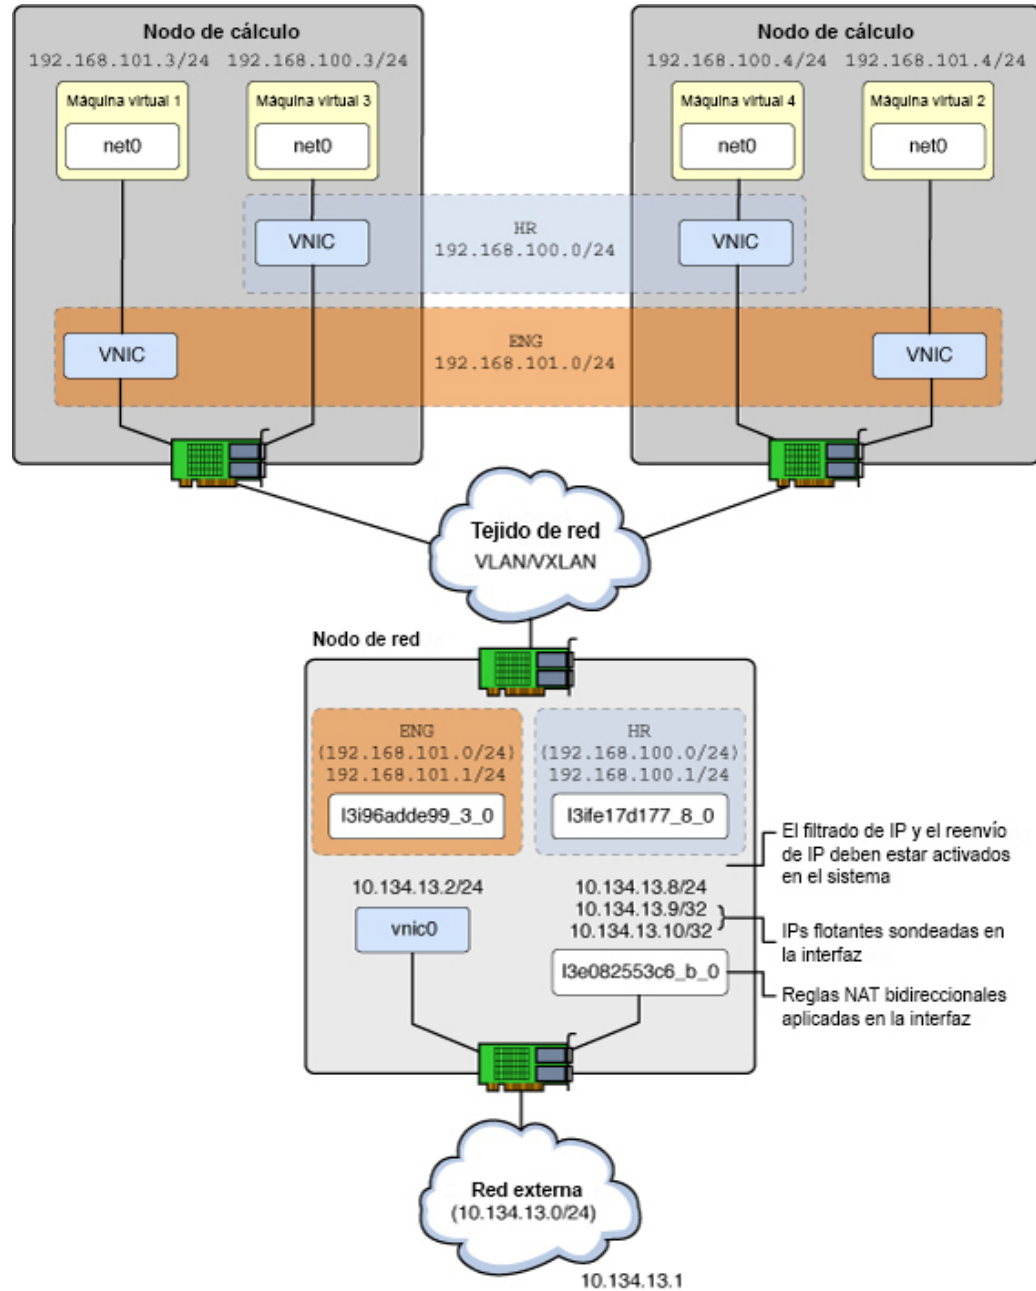 Nodo de cálculo
192.168.101.3/24 192.168.100.3/24
Máquina virtual 1
net0
Máquina virtual 3
net0
VNIC
VNIC
Nodo de cálculo
192.168.100.4/24 192.168.101.4/24
Máquina virtual 4
net0
Máquina virtual 2
net0
VNIC
VNIC
HR
192.168.100.0/24
ENG
192.168.101.0/24
Tejido de red
VLAN/VXLAN
Nodo de red
ENG
(192.168.101.0/24)
192.168.101.1/24
l3i96adde99_3_0
HR
(192.168.100.0/24)
192.168.100.1/24
l3ife17d177_8_0
El filtrado de IP y el reenvío
de IP deben estar activados
en el sistema
10.134.13.2/24
vnic0
10.134.13.8/24
10.134.13.9/32
10.134.13.10/32
IPs flotantes sondeadas en
la interfaz
l3e082553c6_b_0
Reglas NAT bidireccionales
aplicadas en la interfaz
Red externa
(10.134.13.0/24)
10.134.13.1